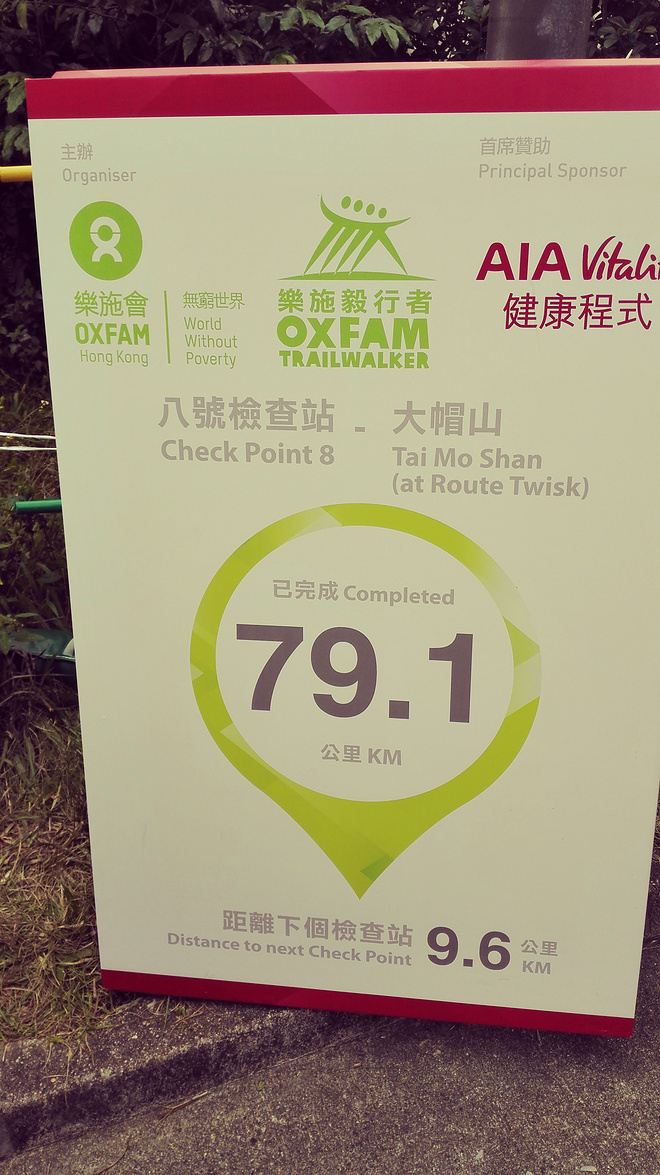 主辦
Organiser
首席贊助
Principal Sponsor
樂施會
OXFAM
Hong Kong
無窮世界
World
Without
Poverty
樂施毅行者
OXFAM
TRAILWALKER
AIA Vitali
健康程式
八號檢查站 - 大帽山
Check Point 8
Tai Mo Shan
(at Route Twisk)
已完成 Completed
79.1
公里 KM
距離下個檢查站
Distance to next Check Point
9.6
公里
KM